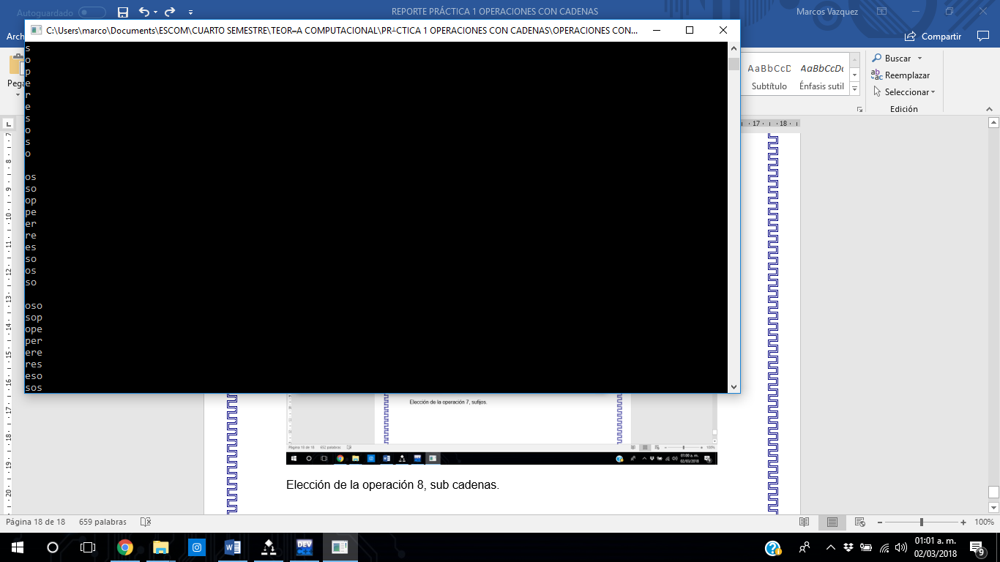 Autoguardado
REPORTE PRÁCTICA 1 OPERACIONES CON CADENAS
Marcos Vazquez
C:\Users\marco\Documents\ESCOM\CUARTO SEMESTRE\TEOR=A COMPUTACIONAL\PR┴CTICA 1 OPERACIONES CON CADENAS\OPERACIONES CON...
Arch
Compartir
Pega
AaBbCcD
AaBbCcDc
Subtítulo
Énfasis sutil
Buscar
Reemplazar
Seleccionar
Edición
17 18
7
8
9
10
11
12
13
14
15
16
17
18
19
20
s
o
p
e
r
e
s
o
s
o
os
so
op
pe
er
re
es
so
os
so
oso
sop
ope
per
ere
res
eso
sos
Elección de la operación 7, sufijos.
Página 18 de 18 652 palabras
100%
01:00 a. m.
02/03/2018
Elección de la operación 8, sub cadenas.
Página 18 de 18 659 palabras
100%
DEV
01:01 a. m.
02/03/2018
9